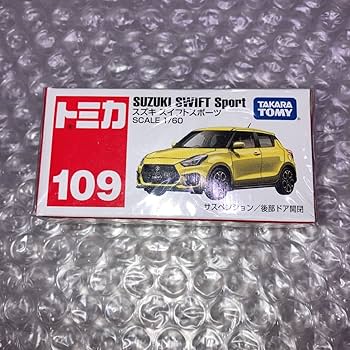 トミカ
109
SUZUKI SWIFT Sport
スズキ スイフトスポーツ
SCALE 1/60
TAKARA
TOMY
サスペンション/後部ドア開閉